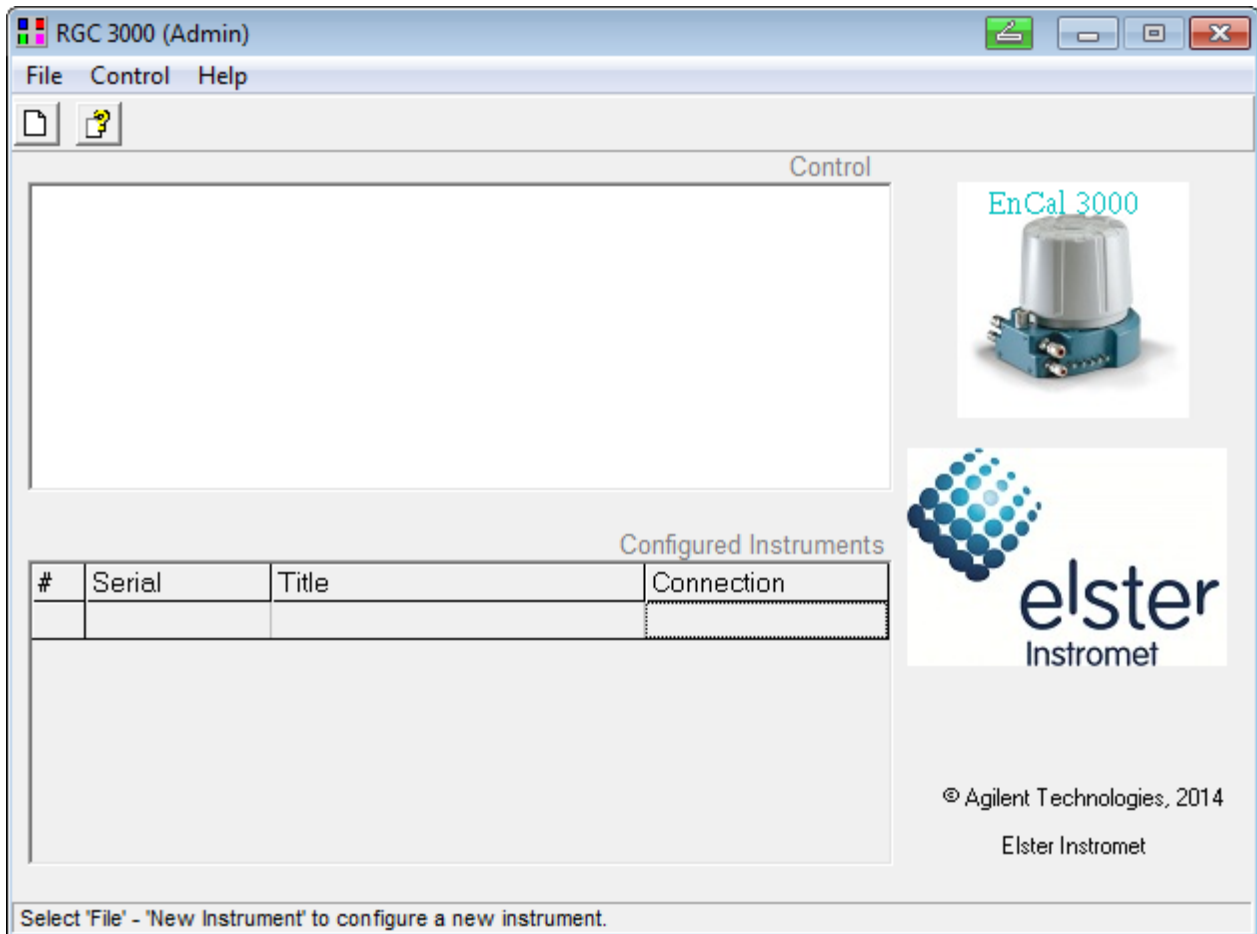 RGC 3000 (Admin)
File Control Help
Control
EnCal 3000
elster
Instromet
Configured Instruments
# Serial Title Connection
© Agilent Technologies, 2014
Elster Instromet
Select 'File' - 'New Instrument' to configure a new instrument.